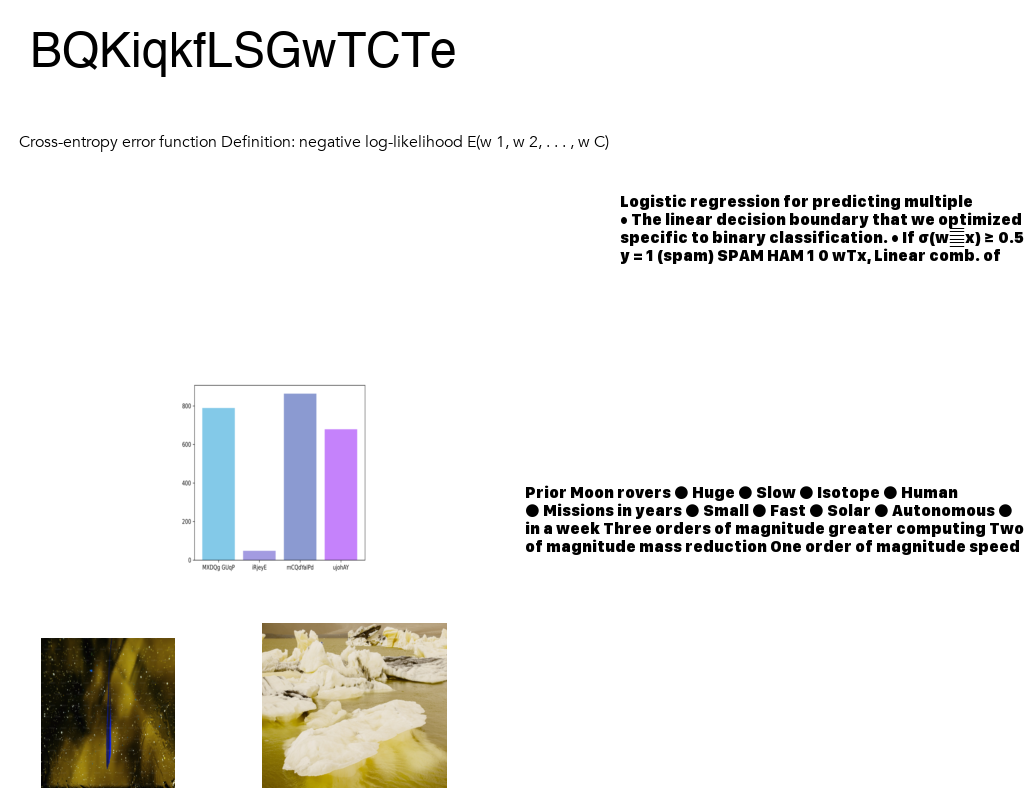 BQKiqkfLSGwTCTe
Cross-entropy error function Definition: negative log-likelihood E(w 1, w 2, . . . , w C)
Logistic regression for predicting multiple
• The linear decision boundary that we optimized
specific to binary classification. • If σ(w x) ≥ 0.5
y = 1 (spam) SPAM HAM 1 0 wTx, Linear comb. of
800
600
400
200
0
MXDQg GUqP iRjeyE mCQdYalPd ujohAY
Prior Moon rovers ● Huge ● Slow ● Isotope ● Human
● Missions in years ● Small ● Fast ● Solar ● Autonomous ●
in a week Three orders of magnitude greater computing Two
of magnitude mass reduction One order of magnitude speed